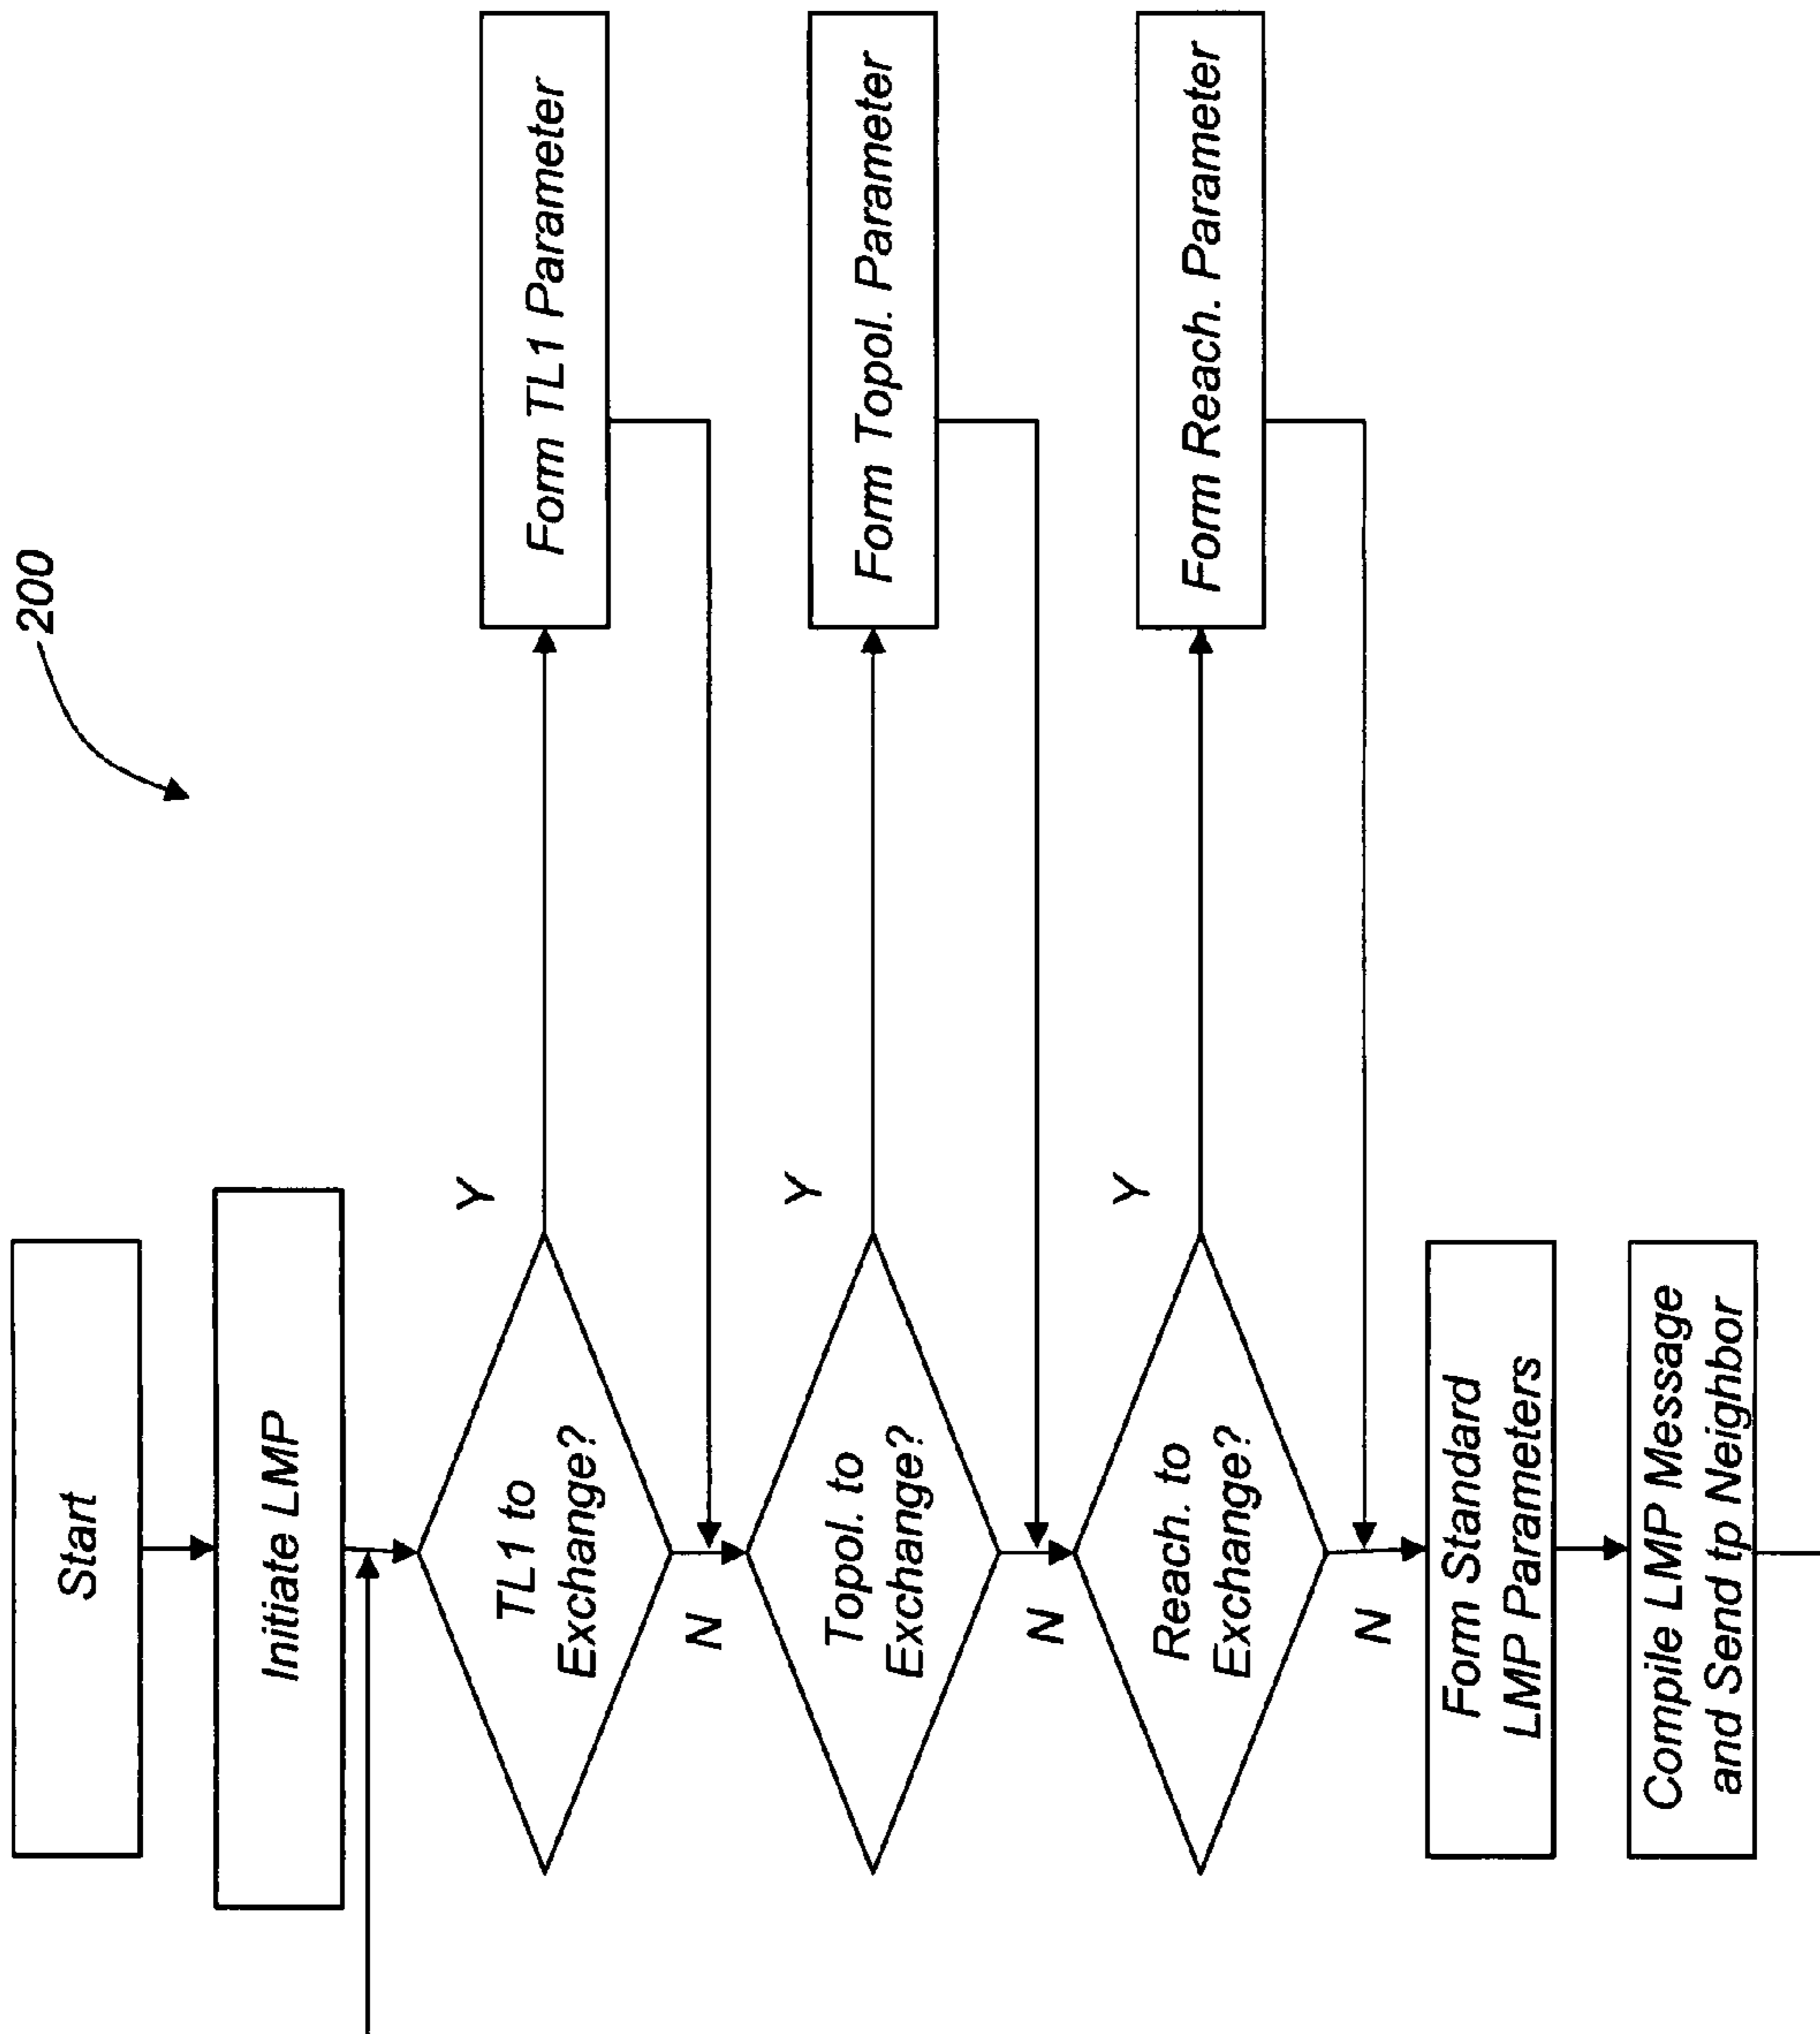 200
Start
Initiate LMP
TL1 to
Exchange?
Y
Form TL1 Parameter
N
Topol. to
Exchange?
Y
Form Topol. Parameter
N
Reach. to
Exchange?
Y
Form Reach. Parameter
N
Form Standard
LMP Parameters
Compile LMP Message
and Send tp Neighbor